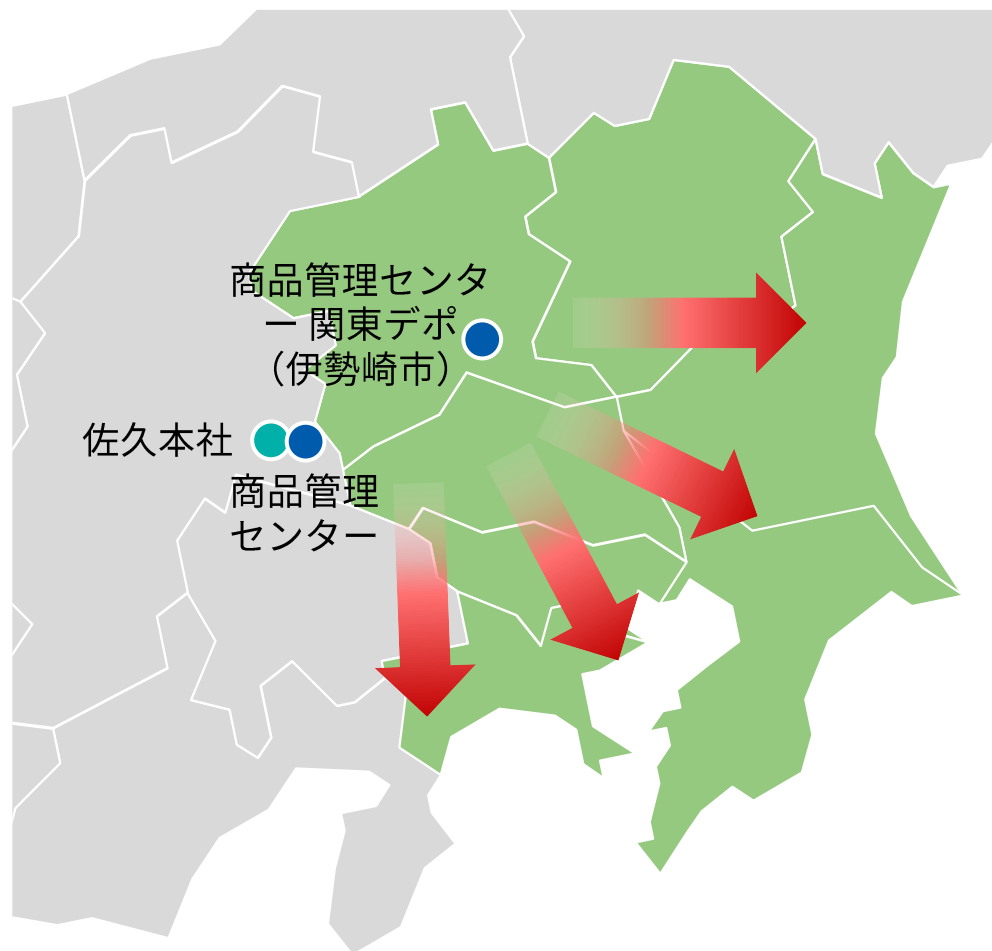 商品管理センタ
ー 関東デポ
（伊勢崎市）
佐久本社
商品管理
センター